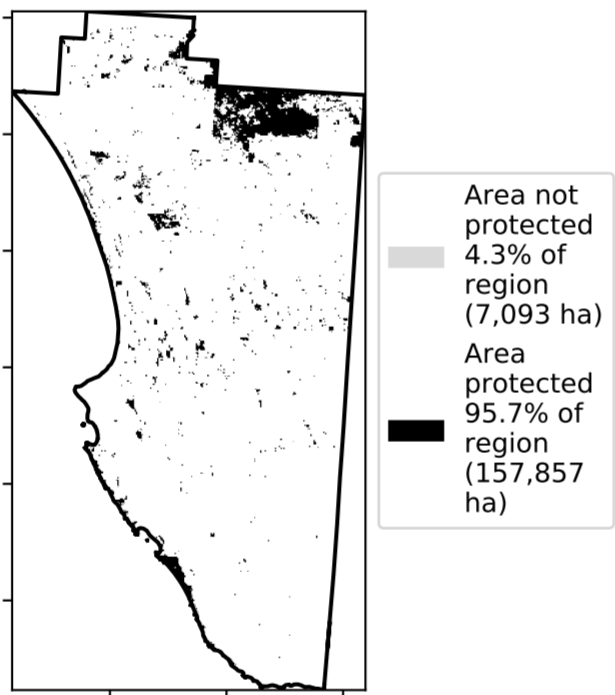 Area not
protected
4.3% of
region
(7,093 ha)
Area
protected
95.7% of
region
(157,857
ha)